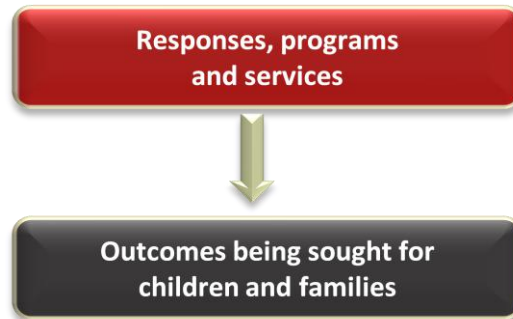 Responses, programs
and services
Outcomes being sought for
children and families